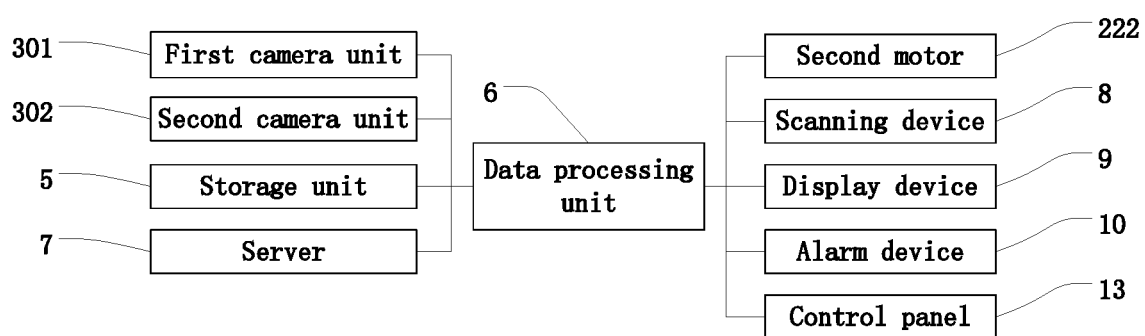 301 First camera unit
302 Second camera unit
5 Storage unit
7 Server
6
Data processing
unit
Second motor 222
Scanning device 8
Display device 9
Alarm device 10
Control panel 13